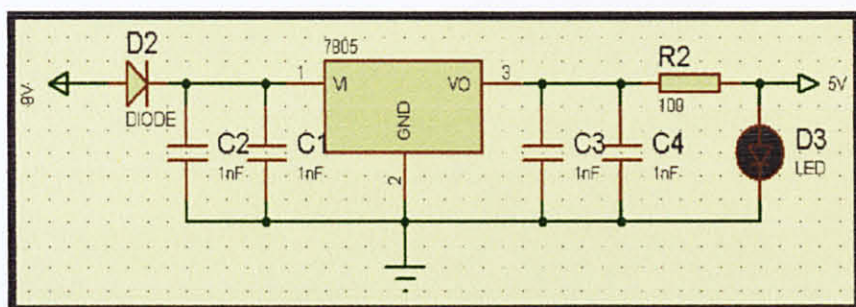 D2
7805
R2
9V
1
VI
VO
3
5V
DIODE
100
GND
C2
C1
C3
C4
D3
1nF
1nF
1nF
1nF
LED
2